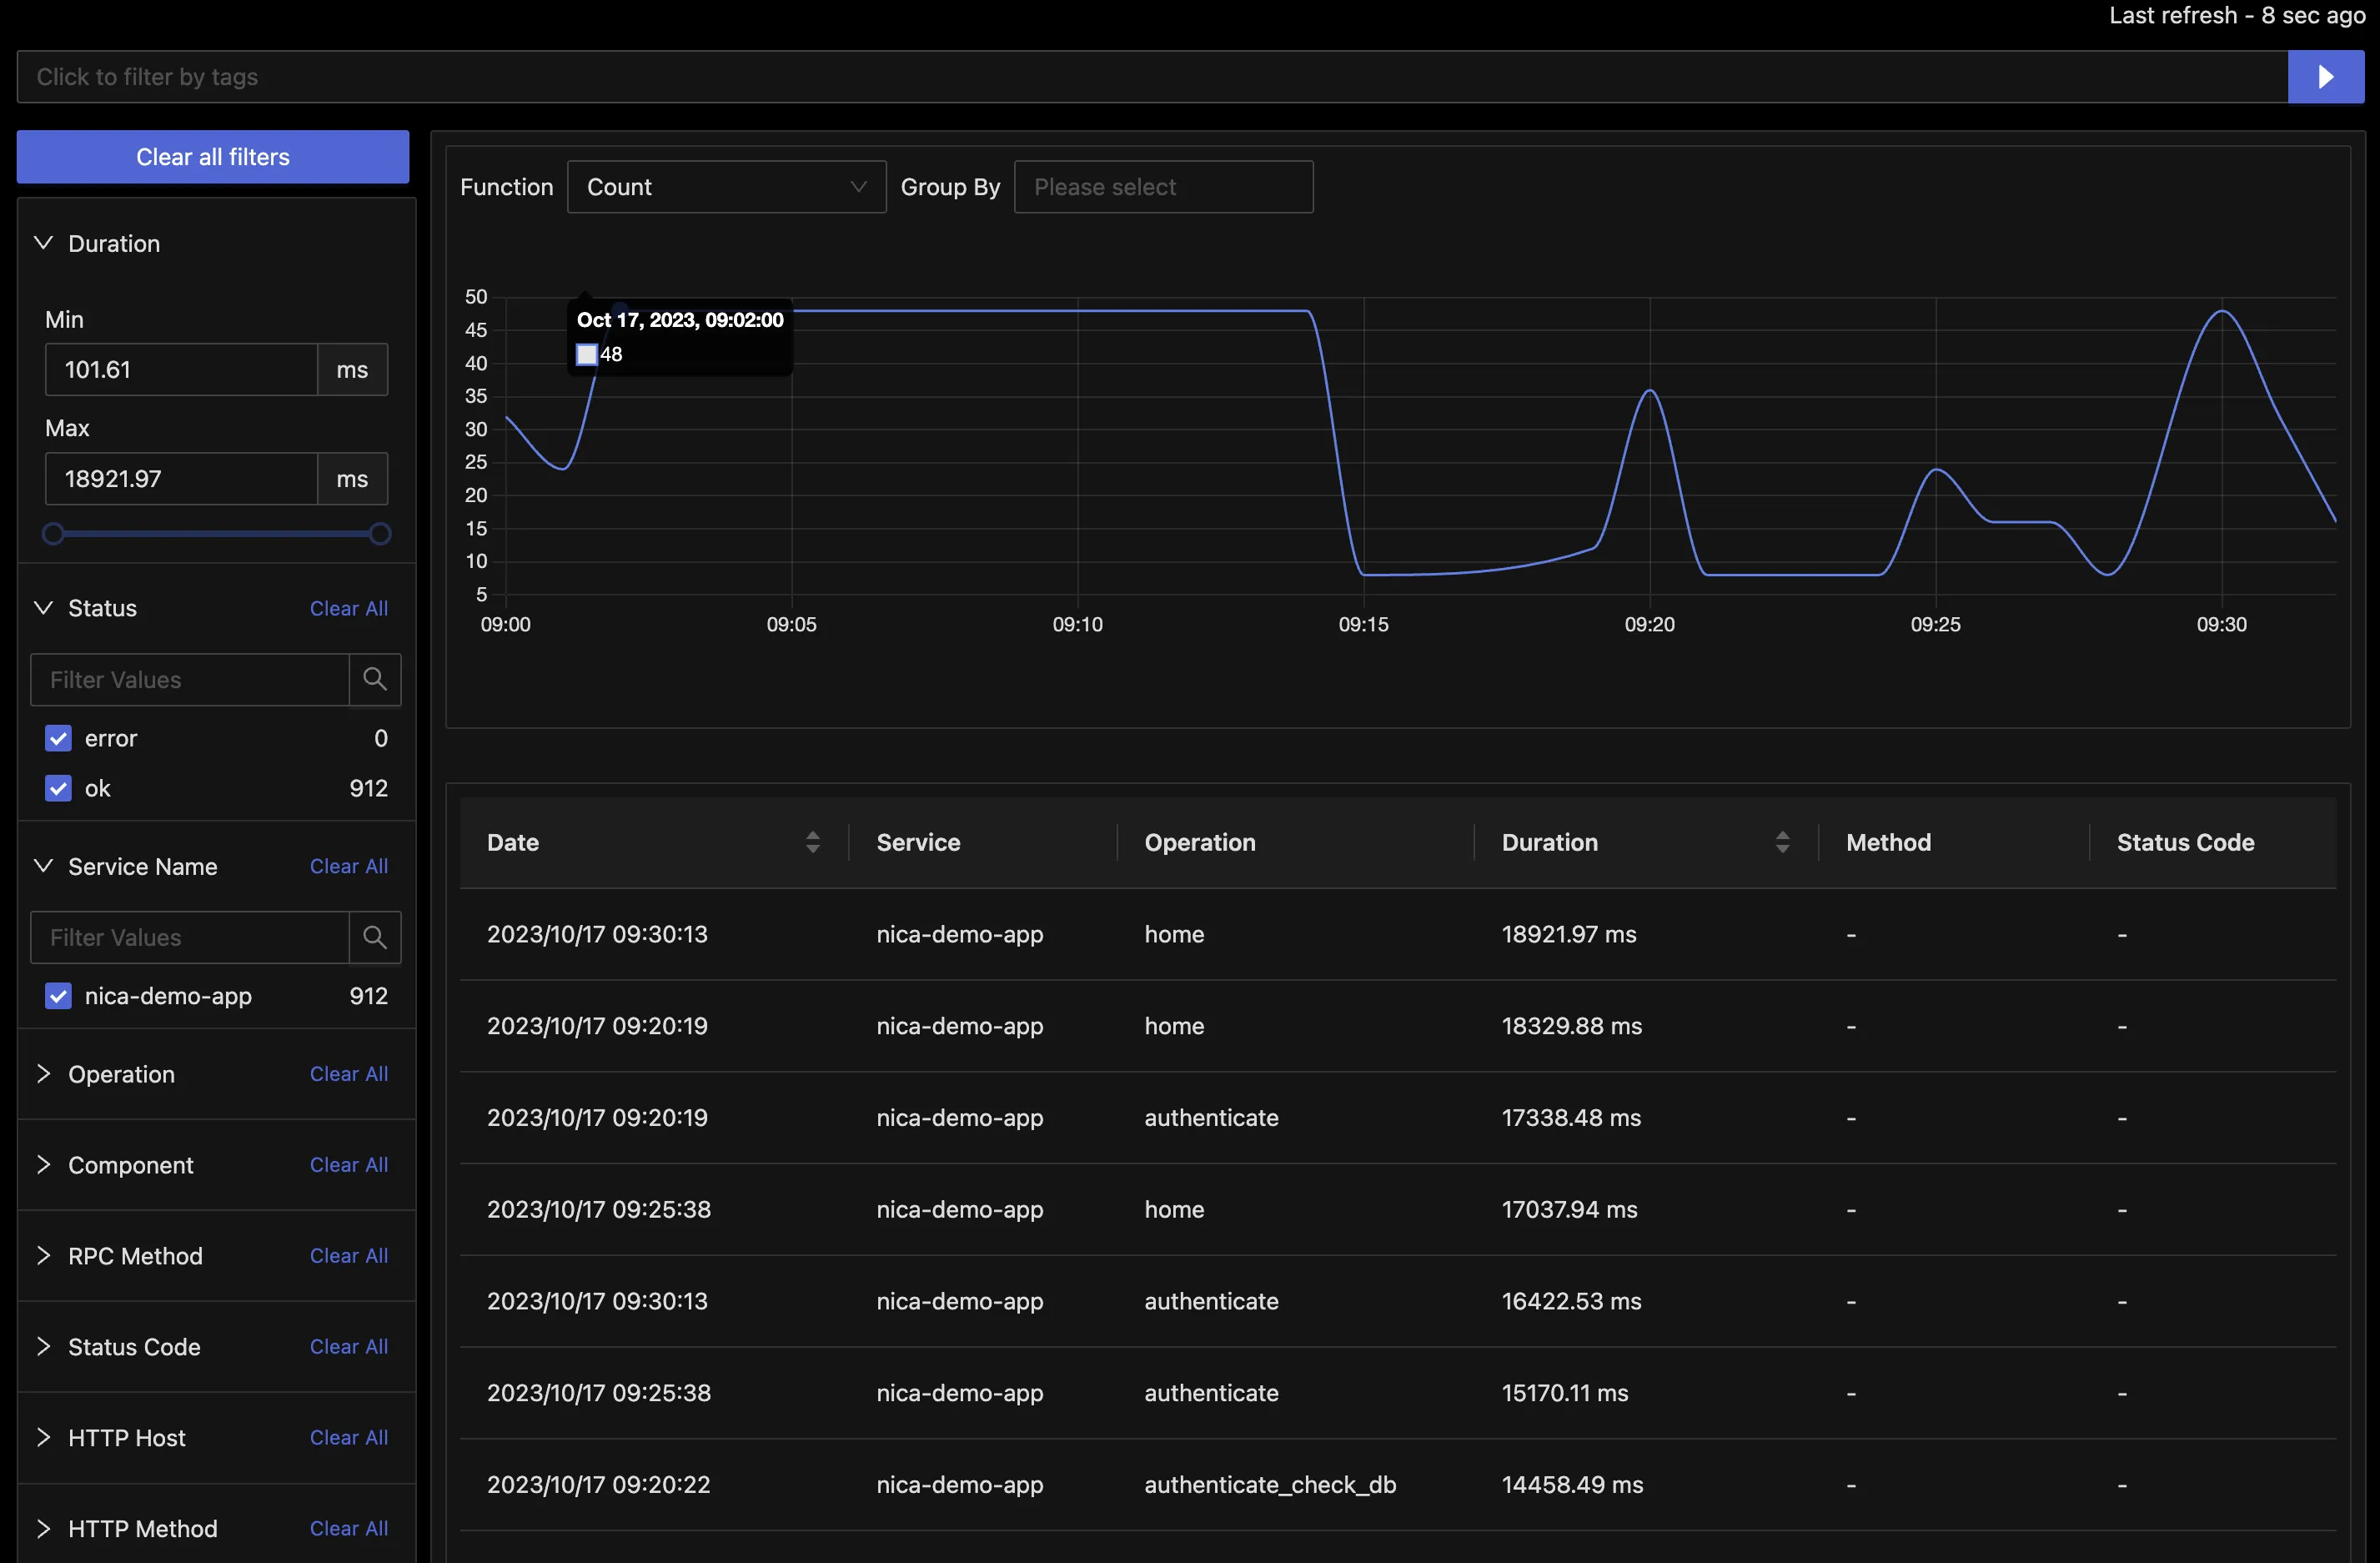 Last refresh - 8 sec ago
Click to filter by tags
Clear all filters
Duration
Min
101.61 ms
Max
18921.97 ms
Status Clear All
Filter Values
error 0
ok 912
Service Name Clear All
Filter Values
nica-demo-app 912
Operation Clear All
Component Clear All
RPC Method Clear All
Status Code Clear All
HTTP Host Clear All
HTTP Method Clear All
Function Count Group By Please select
50
45
40
35
30
25
20
15
10
5
Oct 17, 2023, 09:02:00
48
09:00 09:05 09:10 09:15 09:20 09:25 09:30
Date Service Operation Duration Method Status Code
2023/10/17 09:30:13 nica-demo-app home 18921.97 ms - -
2023/10/17 09:20:19 nica-demo-app home 18329.88 ms - -
2023/10/17 09:20:19 nica-demo-app authenticate 17338.48 ms - -
2023/10/17 09:25:38 nica-demo-app home 17037.94 ms - -
2023/10/17 09:30:13 nica-demo-app authenticate 16422.53 ms - -
2023/10/17 09:25:38 nica-demo-app authenticate 15170.11 ms - -
2023/10/17 09:20:22 nica-demo-app authenticate_check_db 14458.49 ms - -